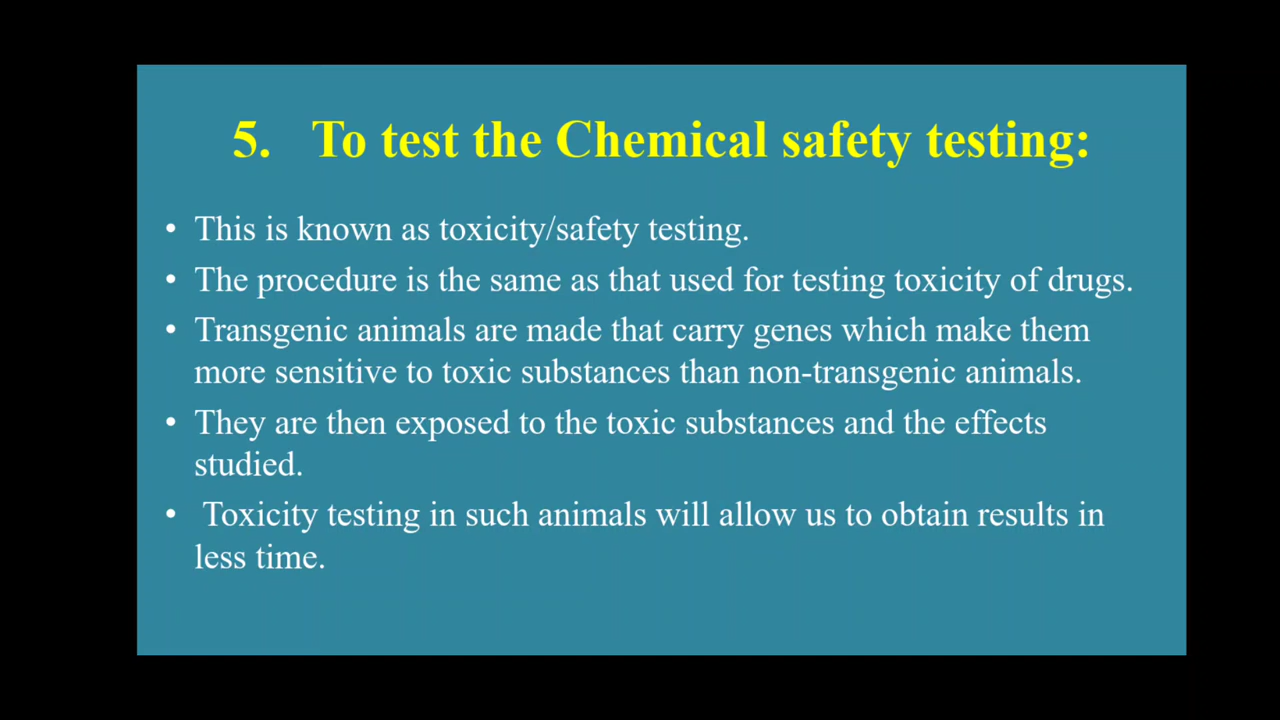 5. To test the Chemical safety testing:
• This is known as toxicity/safety testing.
• The procedure is the same as that used for testing toxicity of drugs.
• Transgenic animals are made that carry genes which make them
more sensitive to toxic substances than non-transgenic animals.
• They are then exposed to the toxic substances and the effects
studied.
• Toxicity testing in such animals will allow us to obtain results in
less time.